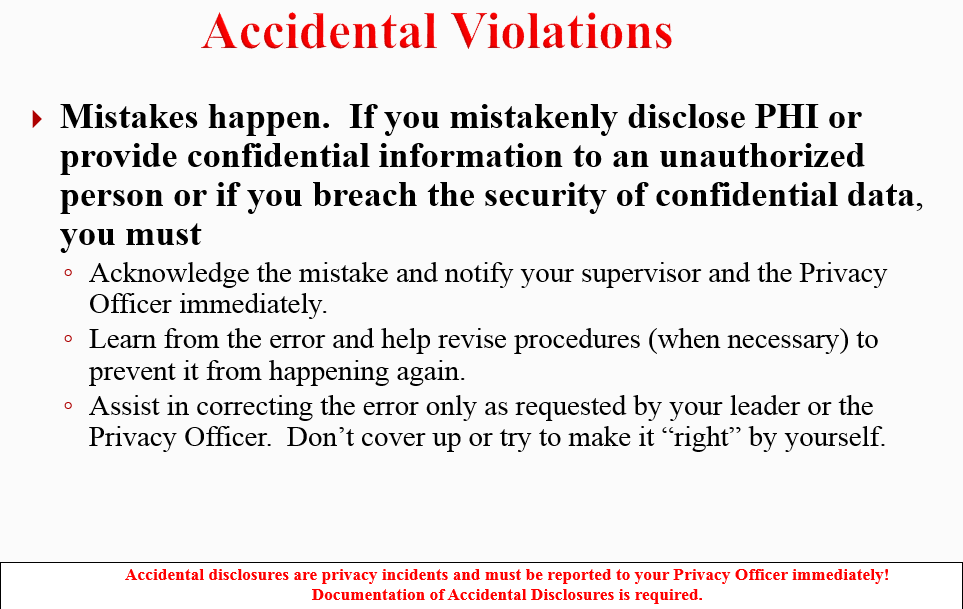 Accidental Violations
Mistakes happen.  If you mistakenly disclose PHI or
provide confidential information to an unauthorized
person or if you breach the security of confidential data,
you must
Acknowledge the mistake and notify your supervisor and the Privacy
Officer immediately.
Learn from the error and help revise procedures (when necessary) to
prevent it from happening again.
Assist in correcting the error only as requested by your leader or the
Privacy Officer.  Don’t cover up or try to make it “right” by yourself.
Accidental disclosures are privacy incidents and must be reported to your Privacy Officer immediately!
Documentation of Accidental Disclosures is required.